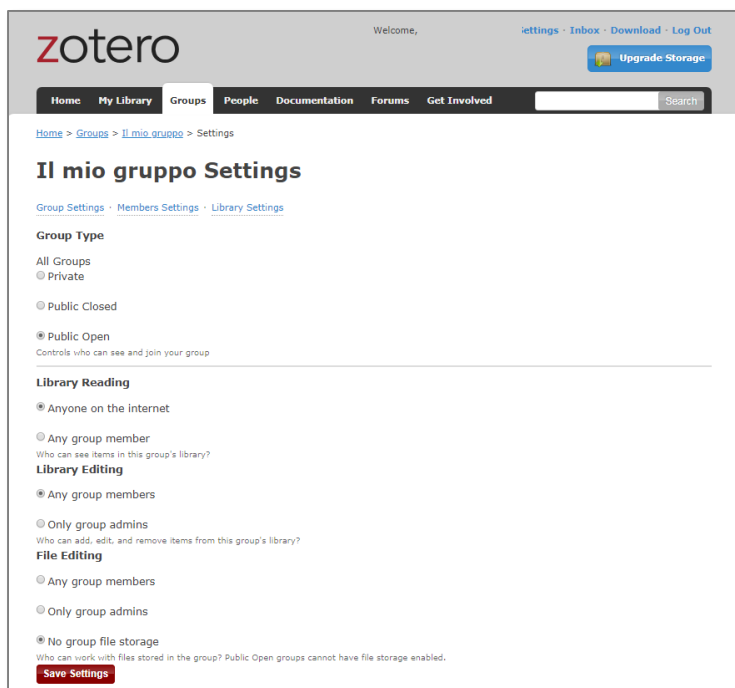 zotero
Welcome,
Settings · Inbox · Download · Log Out
Upgrade Storage
Home My Library Groups People Documentation Forums Get Involved Search
Home > Groups > Il mio gruppo > Settings
Il mio gruppo Settings
Group Settings · Members Settings · Library Settings
Group Type
All Groups
Private
Public Closed
Public Open
Controls who can see and join your group
Library Reading
Anyone on the internet
Any group member
Who can see items in this group's library?
Library Editing
Any group members
Only group admins
Who can add, edit, and remove items from this group's library?
File Editing
Any group members
Only group admins
No group file storage
Who can work with files stored in the group? Public Open groups cannot have file storage enabled.
Save Settings